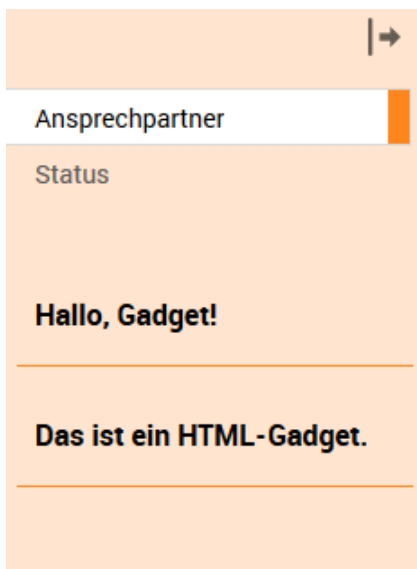 Ansprechpartner
Status
Hallo, Gadget!
Das ist ein HTML-Gadget.